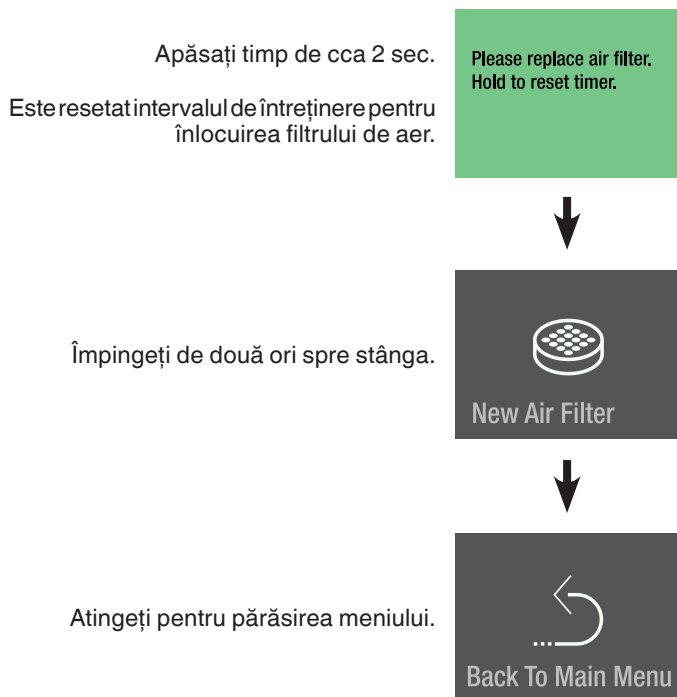 Apăsați timp de cca 2 sec.
Please replace air filter.
Hold to reset timer.
Este resetat intervalul de întreținere pentru
înlocuirea filtrului de aer.
Împingeți de două ori spre stânga.
New Air Filter
Atingeți pentru părăsirea meniului.
Back To Main Menu